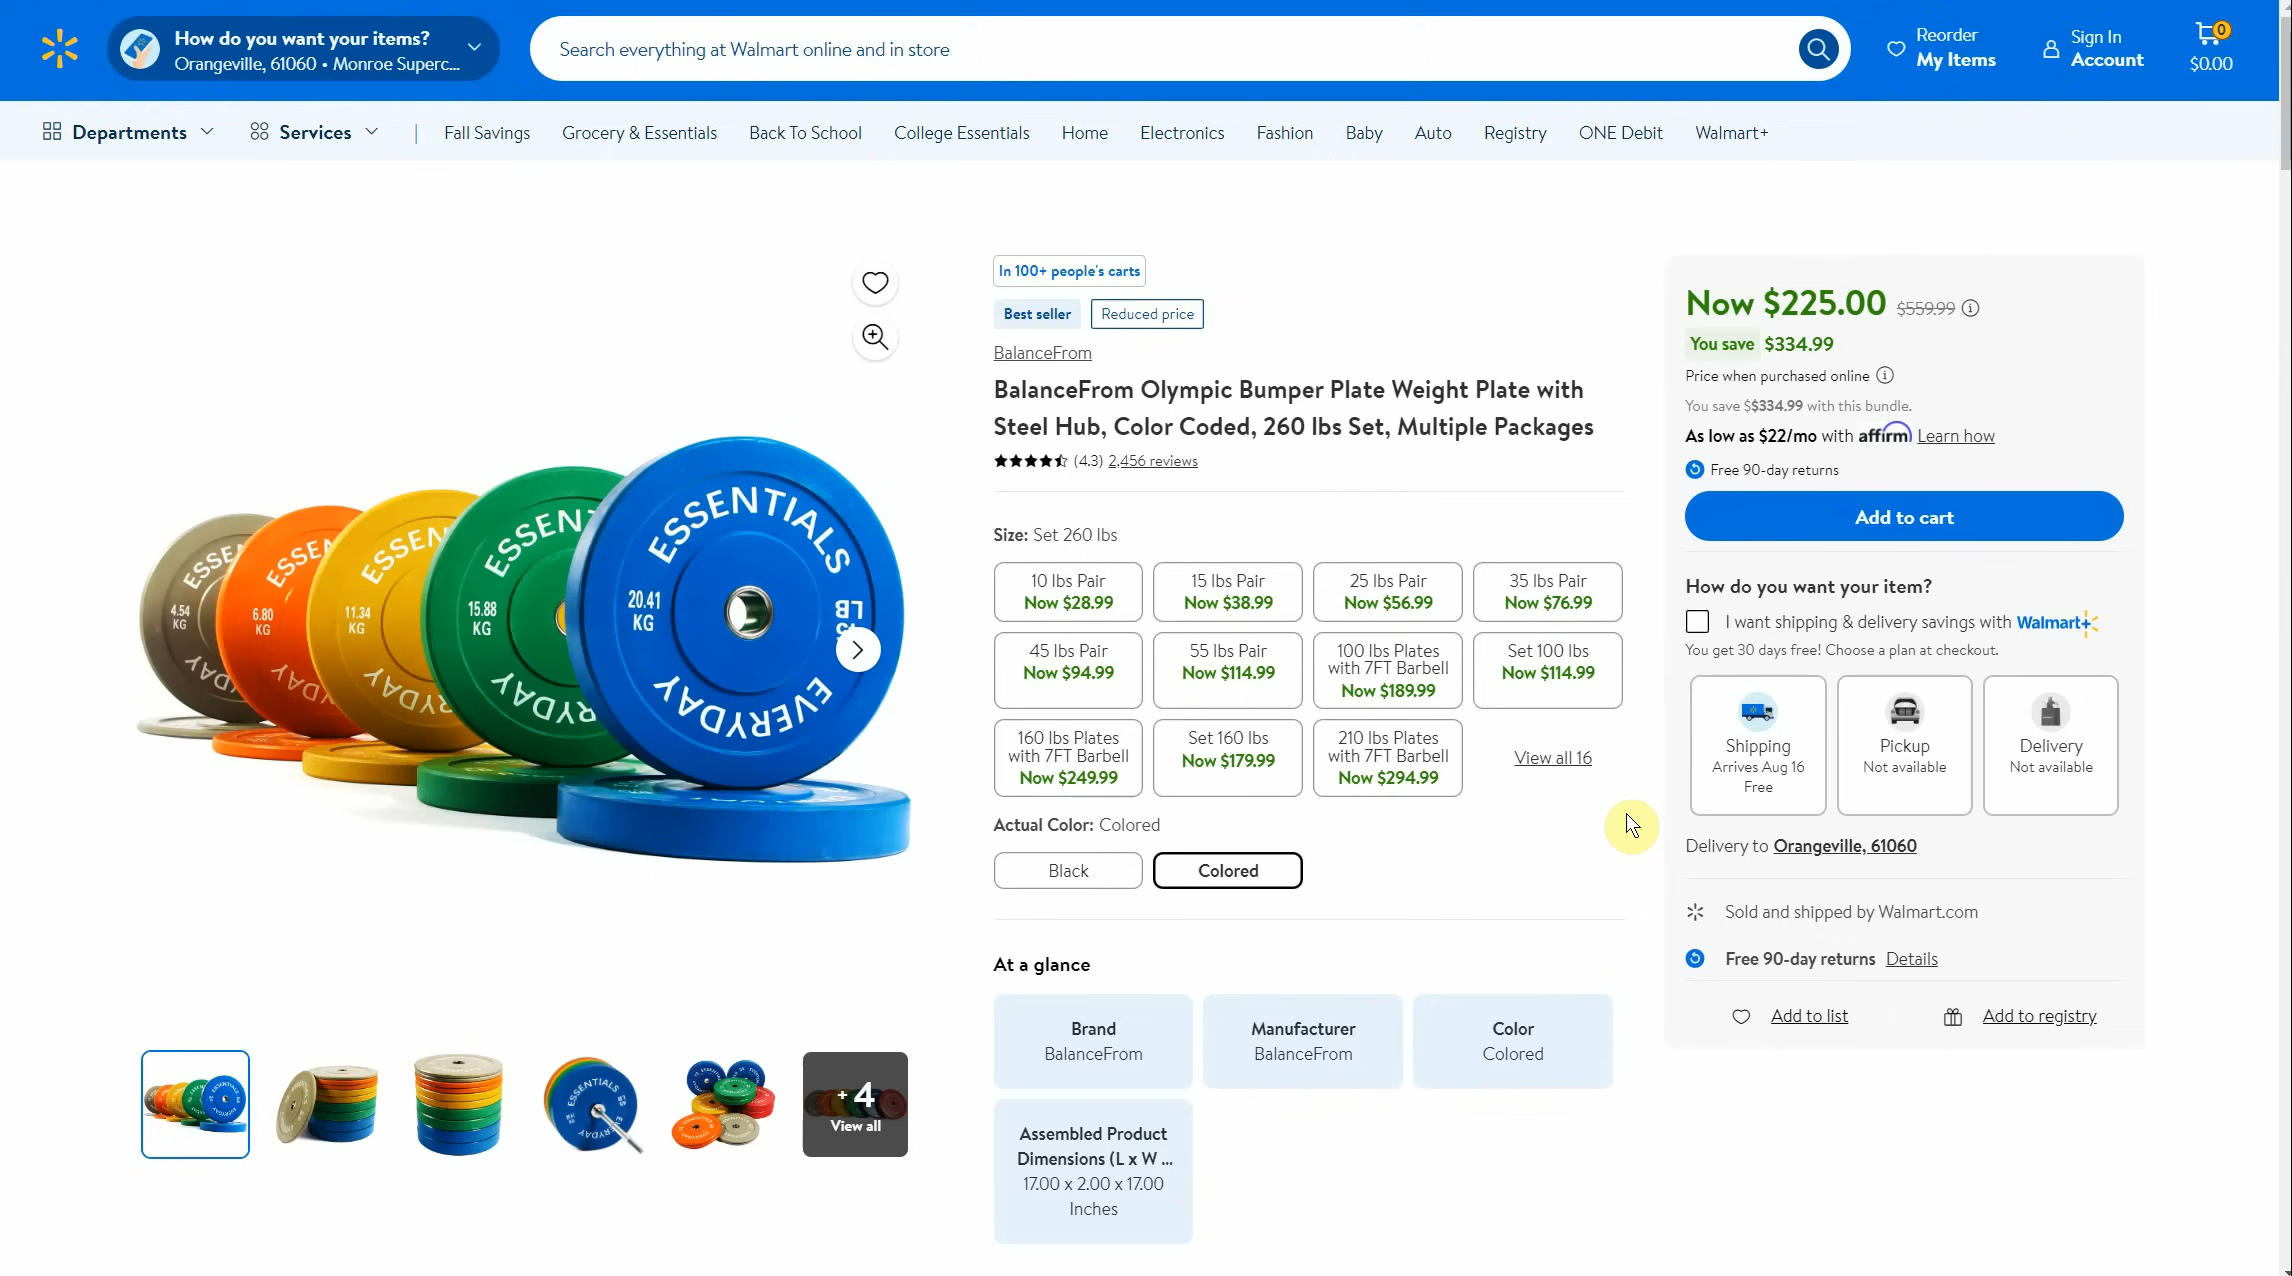 How do you want your items?
Orangeville, 61060 • Monroe Superc...
Search everything at Walmart online and in store
Reorder
My Items
Sign In
Account
0
$0.00
Departments
Services
Fall Savings
Grocery & Essentials
Back To School
College Essentials
Home
Electronics
Fashion
Baby
Auto
Registry
ONE Debit
Walmart+
ESSENTIALS
20.41
KG
LB
EVERYDAY
ESSEN
15.88
KG
EVERYDAY
ESSEN
11.34
KG
YDAY
ESSEN
6.80
KG
YDAY
ESSE
4.54
KG
YDAY
+4
View all
In 100+ people's carts
Best seller
Reduced price
BalanceFrom
BalanceFrom Olympic Bumper Plate Weight Plate with
Steel Hub, Color Coded, 260 lbs Set, Multiple Packages
(4.3) 2,456 reviews
Size: Set 260 lbs
10 lbs Pair
Now $28.99
15 lbs Pair
Now $38.99
25 lbs Pair
Now $56.99
35 lbs Pair
Now $76.99
45 lbs Pair
Now $94.99
55 lbs Pair
Now $114.99
100 lbs Plates
with 7FT Barbell
Now $189.99
Set 100 lbs
Now $114.99
160 lbs Plates
with 7FT Barbell
Now $249.99
Set 160 lbs
Now $179.99
210 lbs Plates
with 7FT Barbell
Now $294.99
View all 16
Actual Color: Colored
Black
Colored
At a glance
Brand
BalanceFrom
Manufacturer
BalanceFrom
Color
Colored
Assembled Product
Dimensions (L x W ...
17.00 x 2.00 x 17.00
Inches
Now $225.00 $559.99
You save $334.99
Price when purchased online
You save $$334.99 with this bundle.
As low as $22/mo with affirm Learn how
Free 90-day returns
Add to cart
How do you want your item?
I want shipping & delivery savings with Walmart+
You get 30 days free! Choose a plan at checkout.
Shipping
Arrives Aug 16
Free
Pickup
Not available
Delivery
Not available
Delivery to Orangeville, 61060
Sold and shipped by Walmart.com
Free 90-day returns Details
Add to list
Add to registry